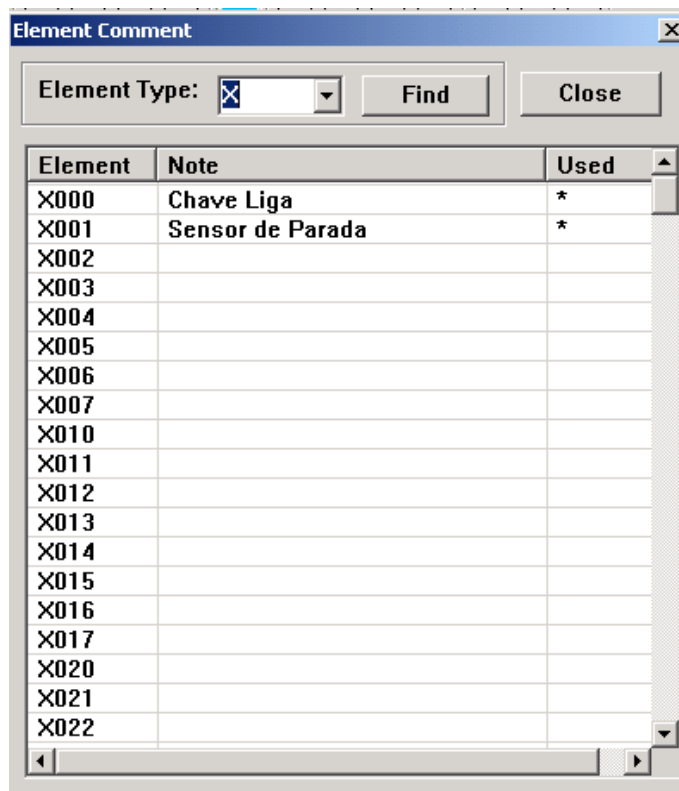 Element Comment
Element Type: X Find Close
Element Note Used
X000 Chave Liga *
X001 Sensor de Parada *
X002
X003
X004
X005
X006
X007
X010
X011
X012
X013
X014
X015
X016
X017
X020
X021
X022